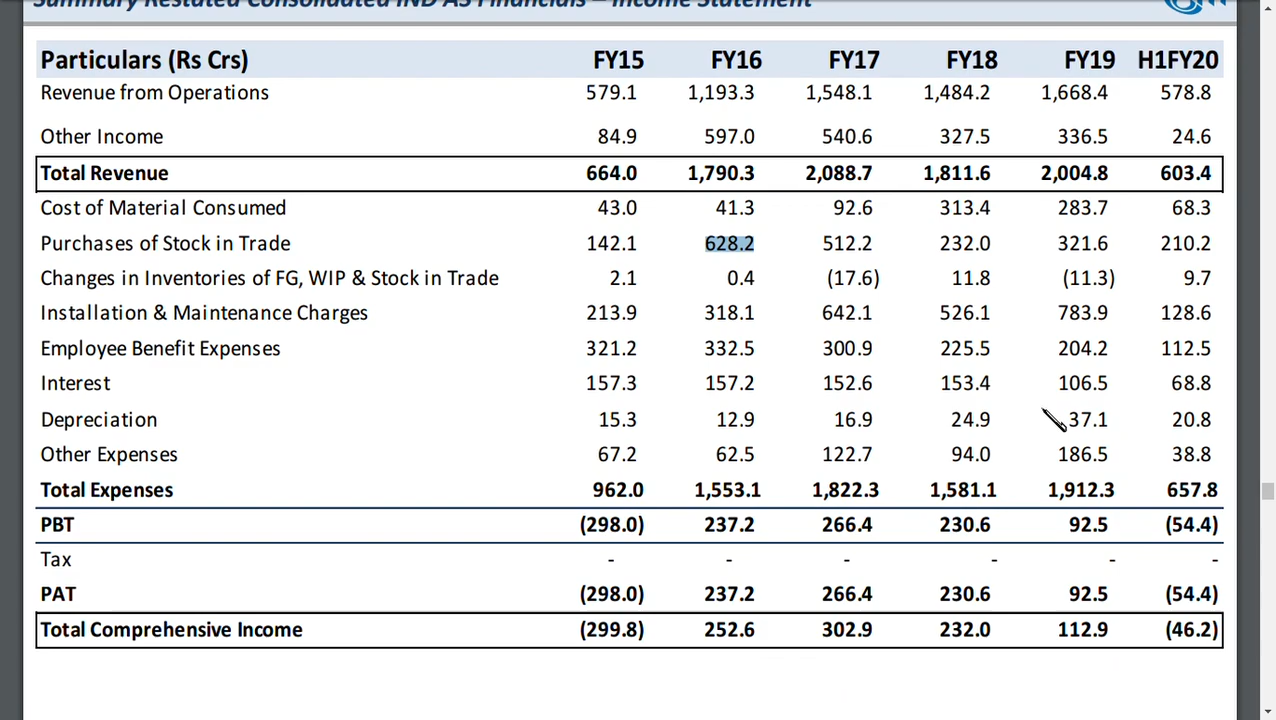 Summary Restated Consolidated IND AS Financials – Income Statement
Particulars (Rs Crs) FY15 FY16 FY17 FY18 FY19 H1FY20
Revenue from Operations 579.1 1,193.3 1,548.1 1,484.2 1,668.4 578.8
Other Income 84.9 597.0 540.6 327.5 336.5 24.6
Total Revenue 664.0 1,790.3 2,088.7 1,811.6 2,004.8 603.4
Cost of Material Consumed 43.0 41.3 92.6 313.4 283.7 68.3
Purchases of Stock in Trade 142.1 628.2 512.2 232.0 321.6 210.2
Changes in Inventories of FG, WIP & Stock in Trade 2.1 0.4 (17.6) 11.8 (11.3) 9.7
Installation & Maintenance Charges 213.9 318.1 642.1 526.1 783.9 128.6
Employee Benefit Expenses 321.2 332.5 300.9 225.5 204.2 112.5
Interest 157.3 157.2 152.6 153.4 106.5 68.8
Depreciation 15.3 12.9 16.9 24.9 37.1 20.8
Other Expenses 67.2 62.5 122.7 94.0 186.5 38.8
Total Expenses 962.0 1,553.1 1,822.3 1,581.1 1,912.3 657.8
PBT (298.0) 237.2 266.4 230.6 92.5 (54.4)
Tax - - - - - -
PAT (298.0) 237.2 266.4 230.6 92.5 (54.4)
Total Comprehensive Income (299.8) 252.6 302.9 232.0 112.9 (46.2)